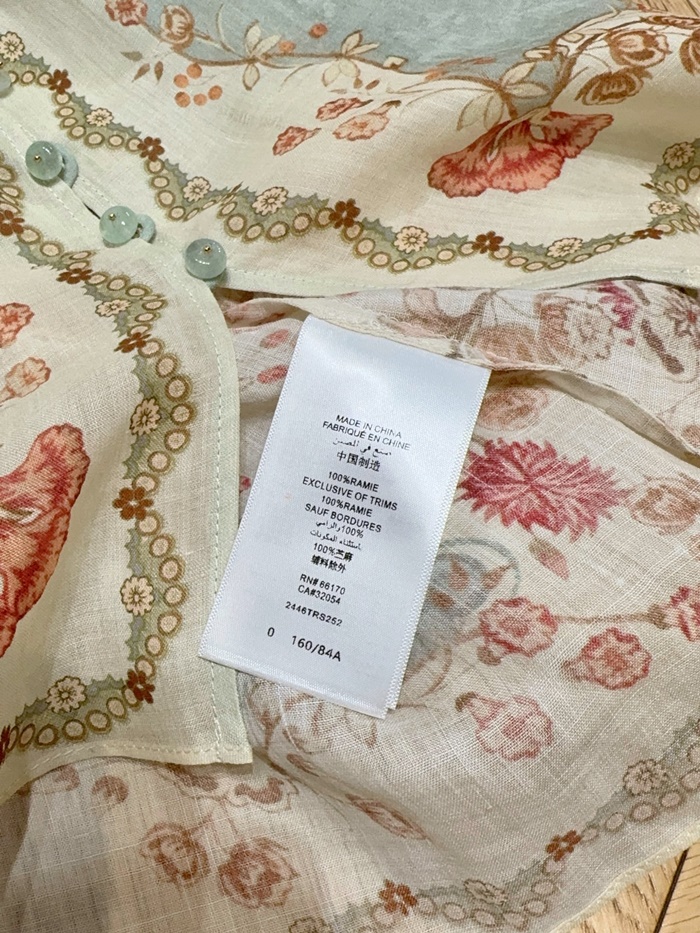 MADE IN CHINA
FABRIQUÉ EN CHINE
صنع في الصين
中国制造
100%RAMIE
EXCLUSIVE OF TRIMS
100%RAMIE
SAUF BORDURES
100%
باستثناء المكونات
100%苎麻
辅料除外
RN# 66170
CA#32054
2446TRS252
0 160/84A